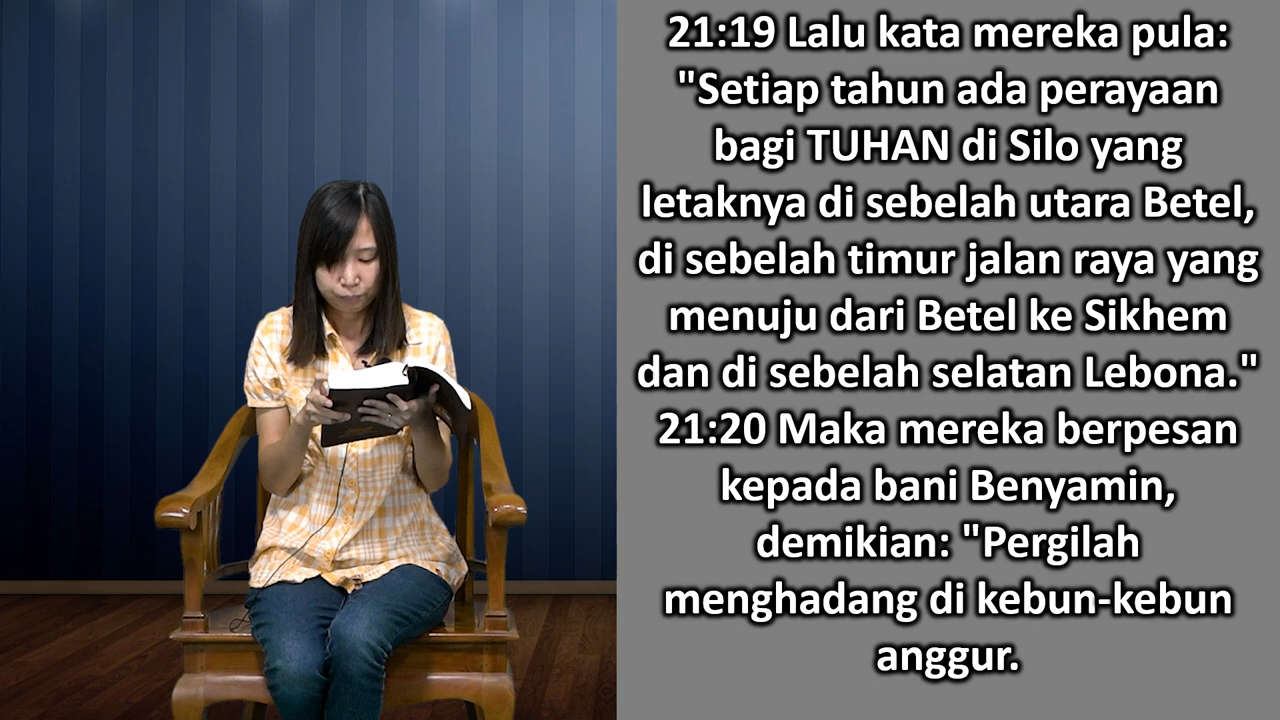 21:19 Lalu kata mereka pula:
"Setiap tahun ada perayaan
bagi TUHAN di Silo yang
letaknya di sebelah utara Betel,
di sebelah timur jalan raya yang
menuju dari Betel ke Sikhem
dan di sebelah selatan Lebona."
21:20 Maka mereka berpesan
kepada bani Benyamin,
demikian: "Pergilah
menghadang di kebun-kebun
anggur.